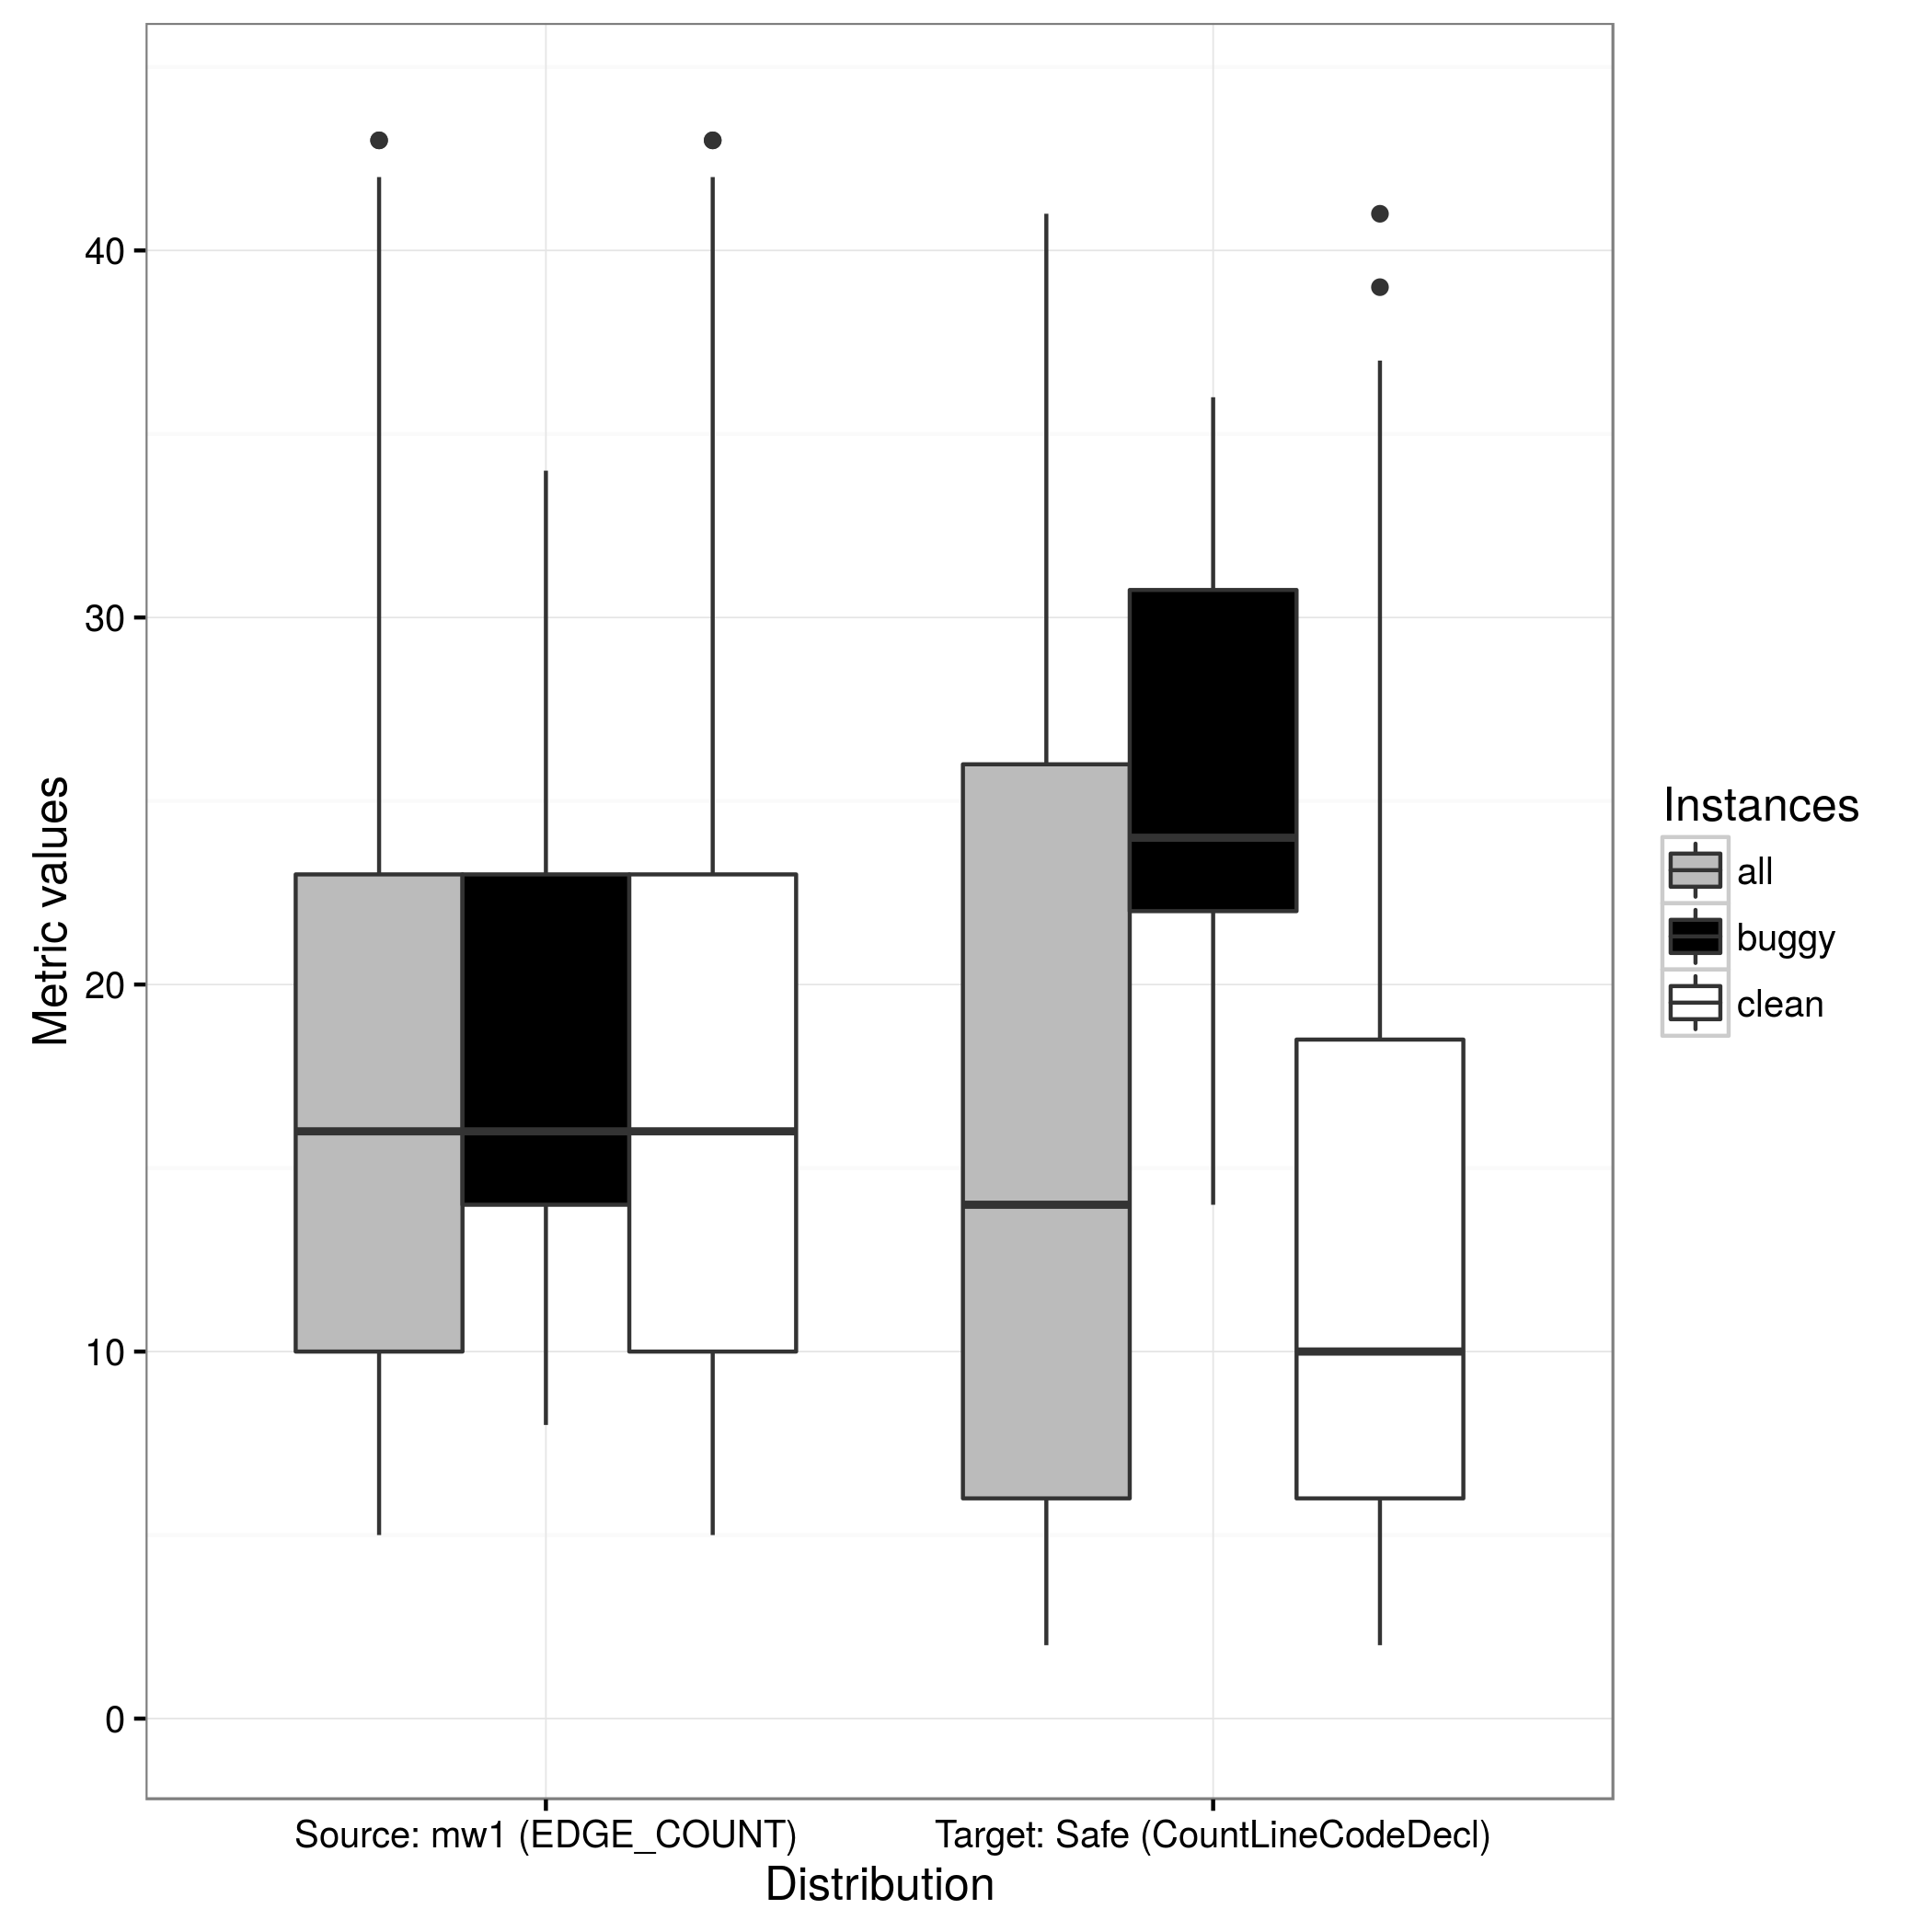 Metric values
40
30
20
10
0
Source: mw1 (EDGE_COUNT)
Target: Safe (CountLineCodeDecl)
Distribution
Instances
all
buggy
clean